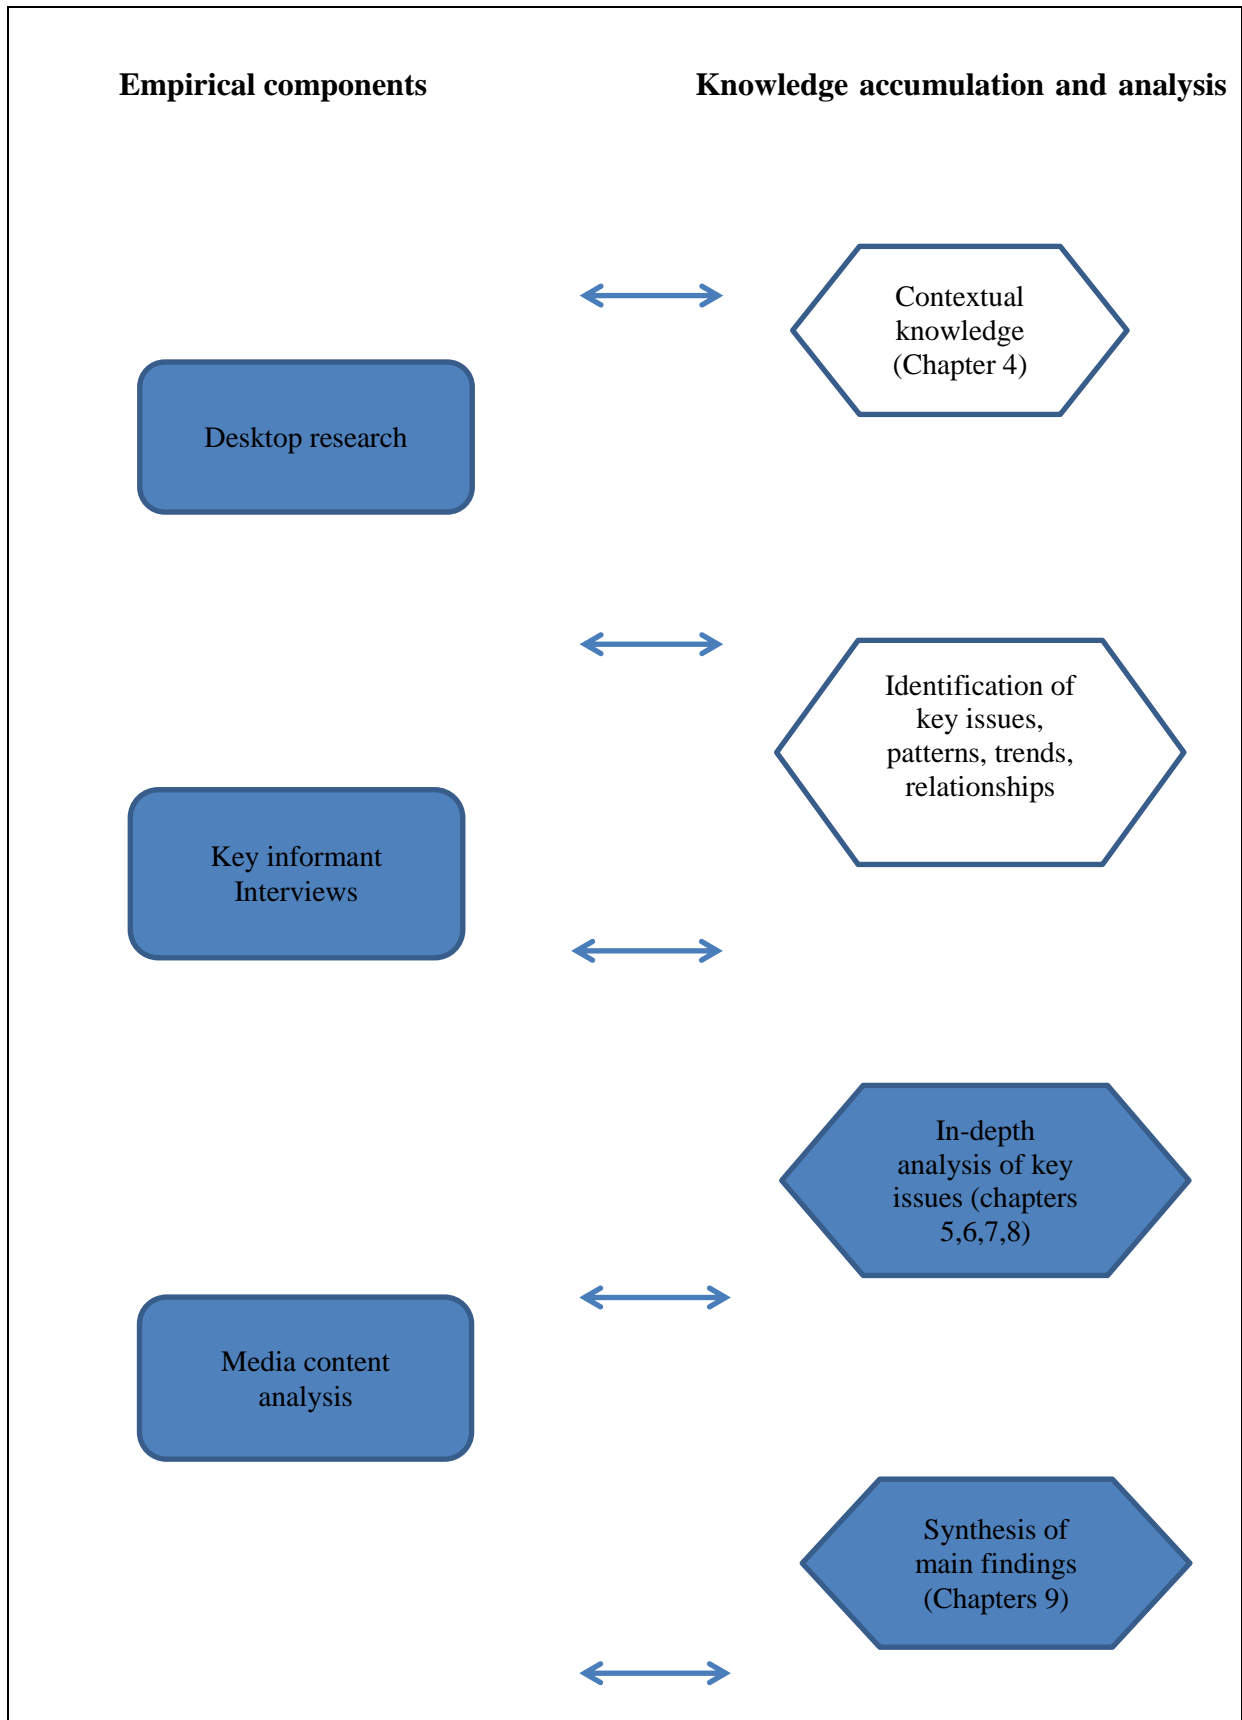 Empirical components
Knowledge accumulation and analysis
Contextual
knowledge
(Chapter 4)
Desktop research
Identification of
key issues,
patterns, trends,
relationships
Key informant
Interviews
In-depth
analysis of key
issues (chapters
5,6,7,8)
Media content
analysis
Synthesis of
main findings
(Chapters 9)